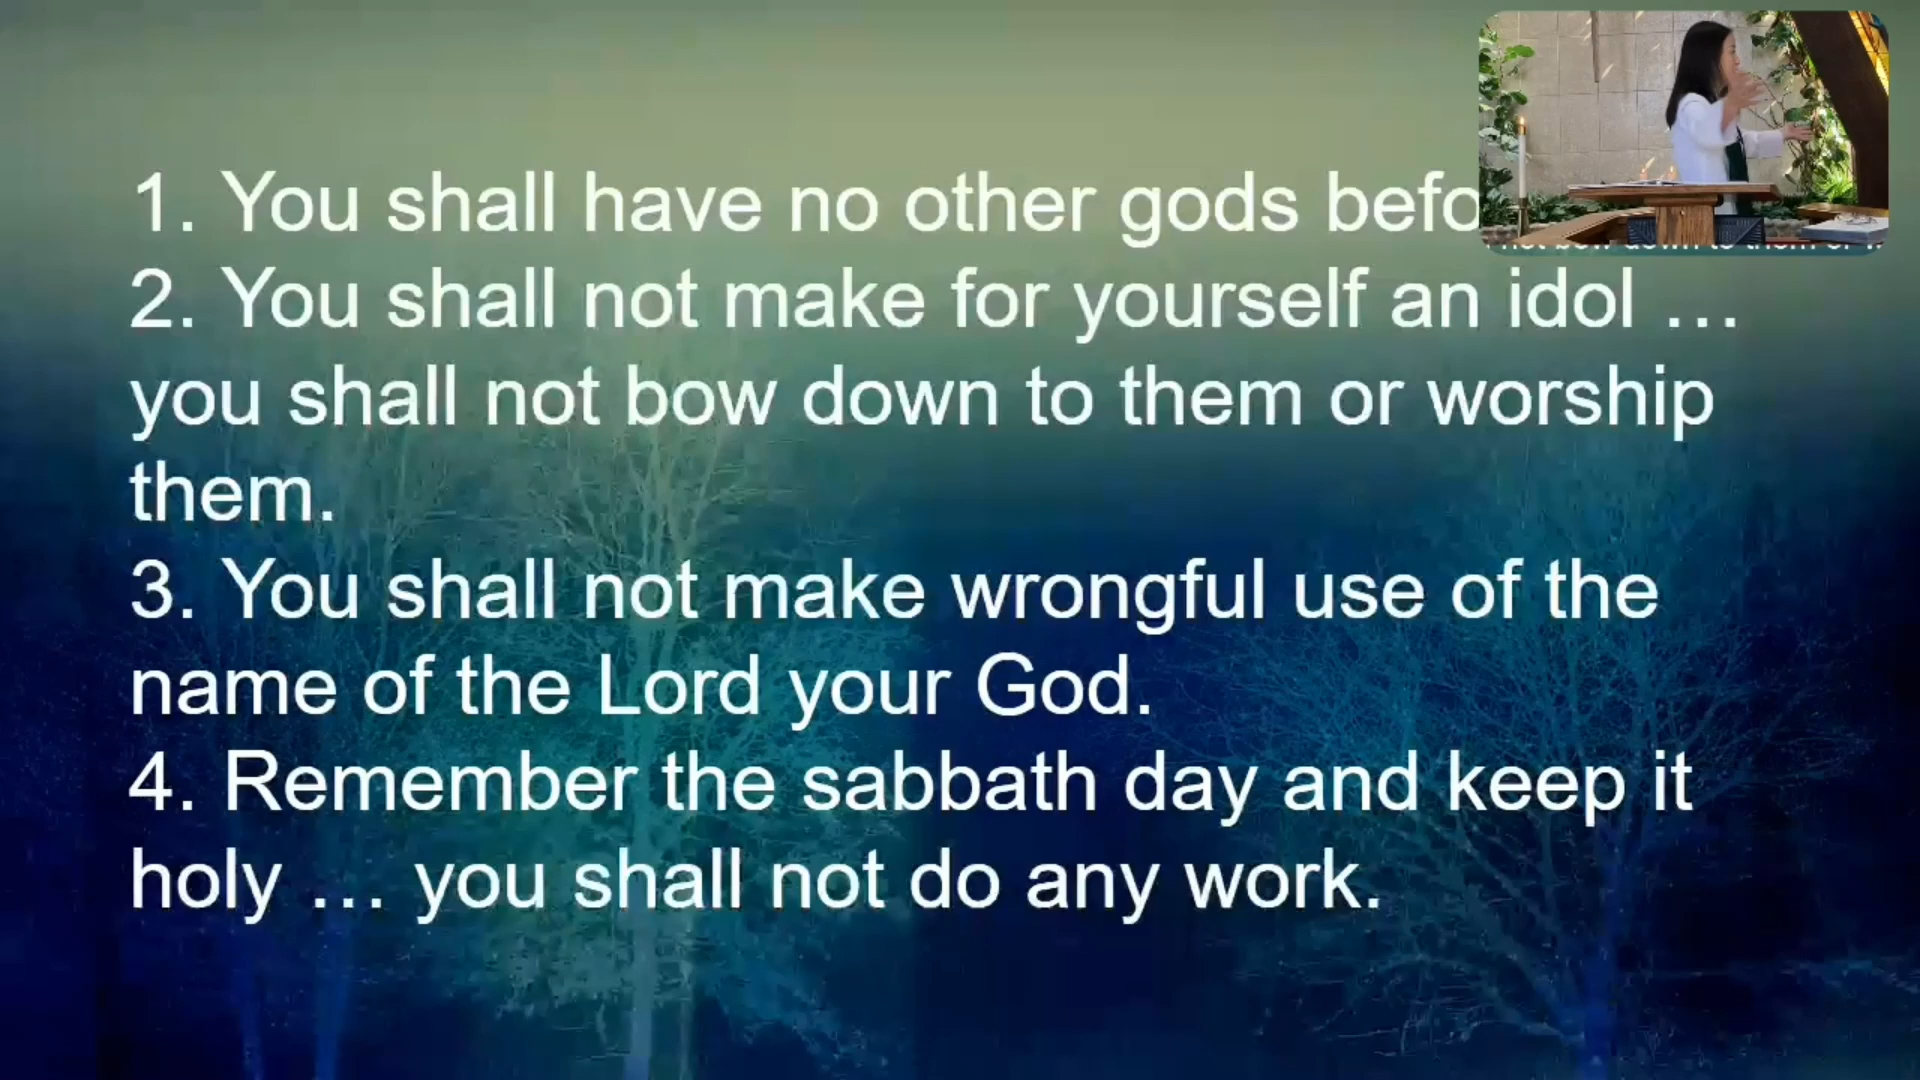 1. You shall have no other gods befo
2. You shall not make for yourself an idol …
you shall not bow down to them or worship
them.
3. You shall not make wrongful use of the
name of the Lord your God.
4. Remember the sabbath day and keep it
holy … you shall not do any work.